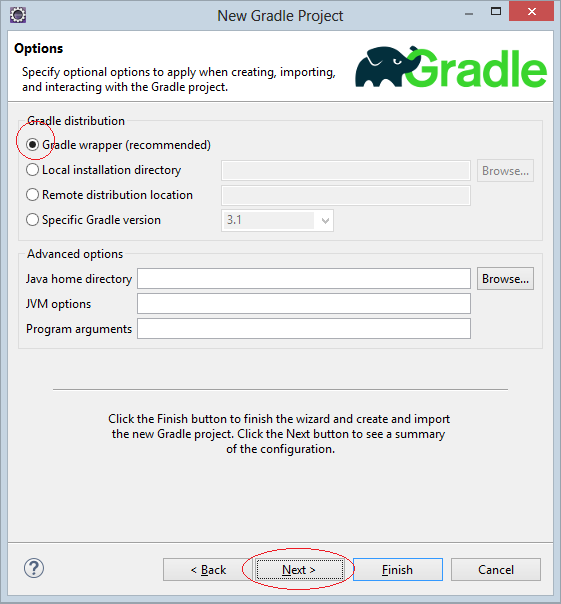 New Gradle Project
Options
Specify optional options to apply when creating, importing,
and interacting with the Gradle project.
Gradle
Gradle distribution
Gradle wrapper (recommended)
Local installation directory
Browse...
Remote distribution location
Specific Gradle version
3.1
Advanced options
Java home directory
Browse...
JVM options
Program arguments
Click the Finish button to finish the wizard and create and import
the new Gradle project. Click the Next button to see a summary
of the configuration.
?
< Back
Next >
Finish
Cancel